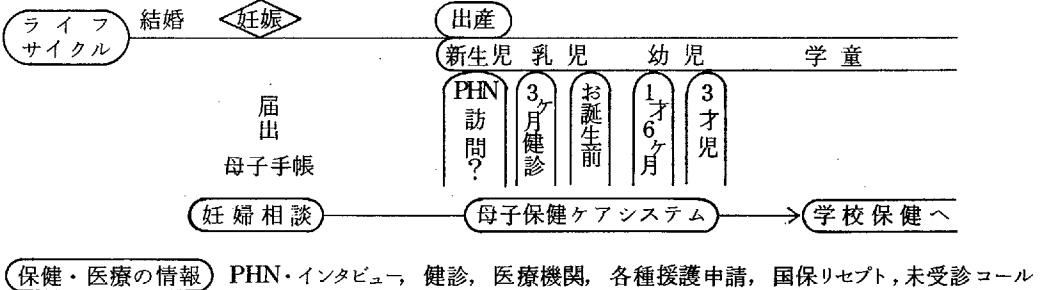 ライフサイクル
結婚 妊娠 出産
新生児 乳児 幼児 学童
届出
母子手帳
PHN訪問?
3ヶ月健診
お誕生前
1才6ヶ月
3才児
妊婦相談 母子保健ケアシステム 学校保健へ
保健・医療の情報 PHN・インタビュー, 健診, 医療機関, 各種援護申請, 国保リセプト, 未受診コール